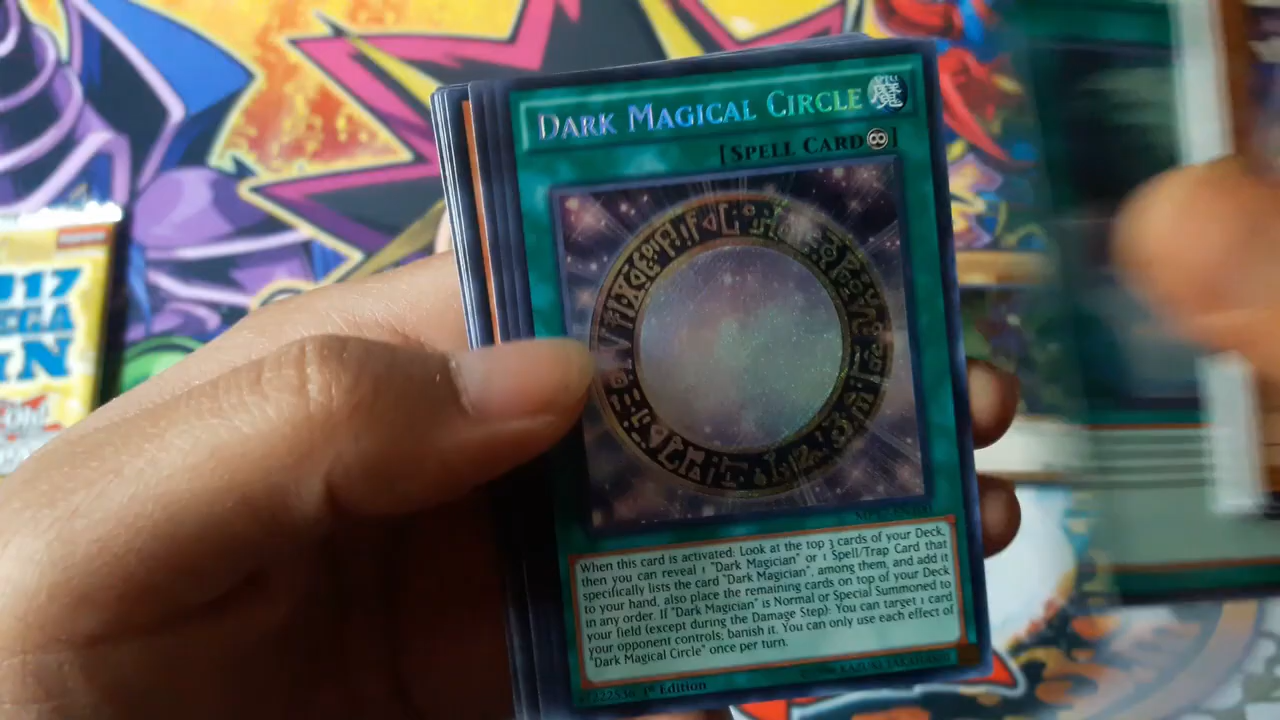 DARK MAGICAL CIRCLE
魔
[SPELL CARD ]
When this card is activated: Look at the top 3 cards of your Deck,
then you can reveal 1 "Dark Magician" or 1 Spell/Trap Card that
specifically lists the card "Dark Magician", among them, and add it
to your hand, also place the remaining cards on top of your Deck
in any order. If "Dark Magician" is Normal or Special Summoned to
your field (except during the Damage Step): You can target 1 card
your opponent controls; banish it. You can only use each effect of
"Dark Magical Circle" once per turn.
1st Edition
KAZUKI TAKAHASHI